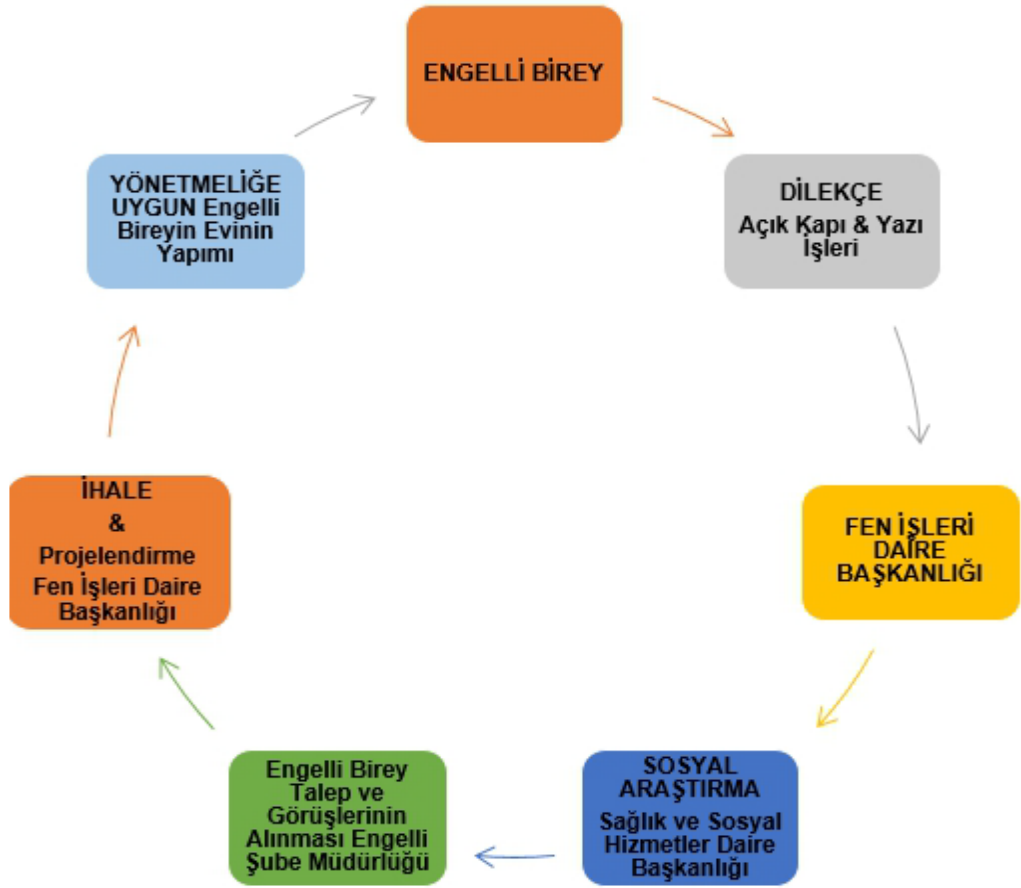 ENGELLİ BİREY
DİLEKÇE
Açık Kapı & Yazı
İşleri
FEN İŞLERİ
DAİRE
BAŞKANLIĞI
SOSYAL
ARAŞTIRMA
Sağlık ve Sosyal
Hizmetler Daire
Başkanlığı
Engelli Birey
Talep ve
Görüşlerinin
Alınması Engelli
Şube Müdürlüğü
İHALE
&
Projelendirme
Fen İşleri Daire
Başkanlığı
YÖNETMELİĞE
UYGUN Engelli
Bireyin Evinin
Yapımı